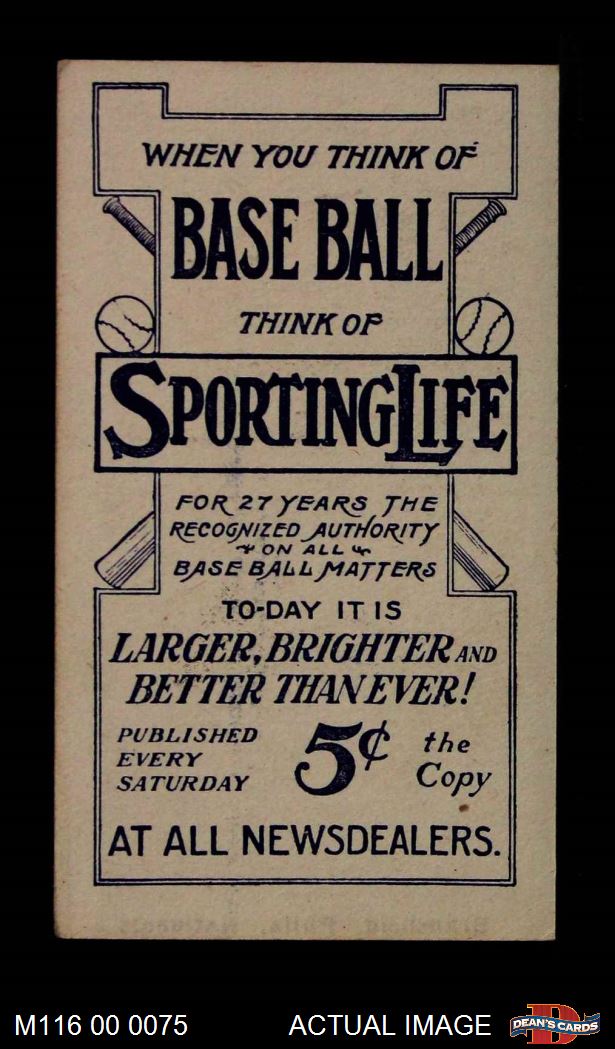 WHEN YOU THINK OF
BASE BALL
THINK OF
SPORTING LIFE
FOR 27 YEARS THE
RECOGNIZED AUTHORITY
ON ALL
BASE BALL MATTERS
TO-DAY IT IS
LARGER, BRIGHTER AND
BETTER THAN EVER!
PUBLISHED
EVERY
SATURDAY
5¢
the
Copy
AT ALL NEWSDEALERS.
M116 00 0075
ACTUAL IMAGE
D
DEAN'S CARDS